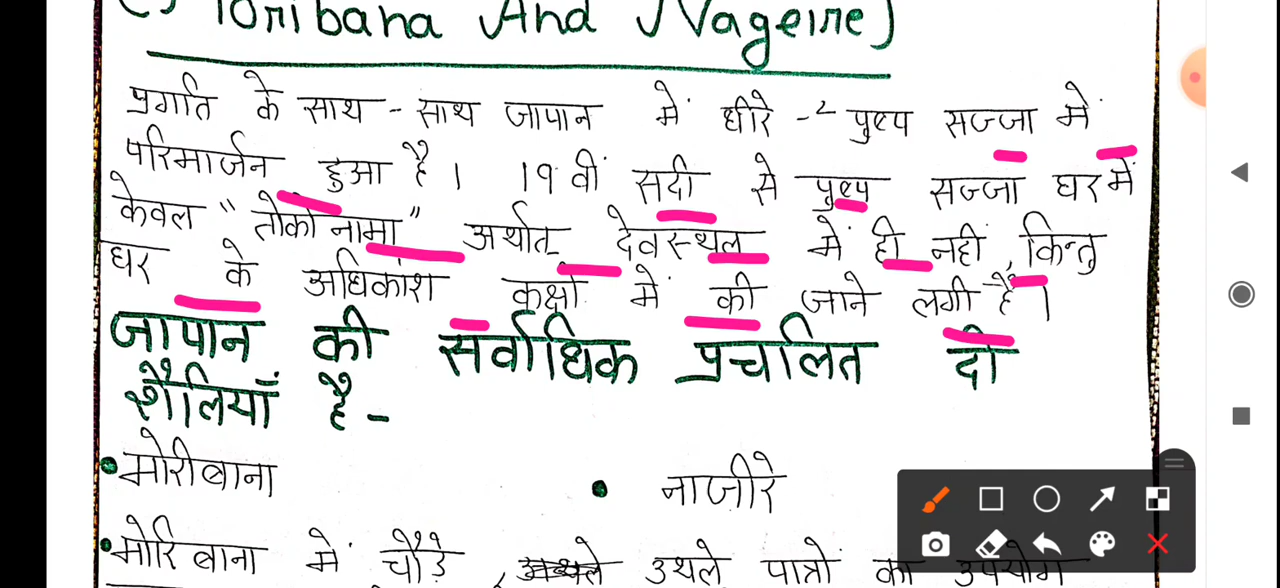 Moribana And Nageire)
प्रगति के साथ - साथ जापान में धीरे -२ पुष्प सज्जा में
परिमार्जन हुआ है। 19 वी सदी से पुष्प सज्जा घर में
केवल "तोको नामा" अर्थात देवस्थल में ही नही, किन्तु
घर के अधिकांश कक्षो में की जाने लगी है।
जापान की सर्वाधिक प्रचलित दो
शैलियाँ है -
• मोरीबाना
• नाजीरे
• मोरिबाना में चौड़े उथले पात्रो का उपयोग